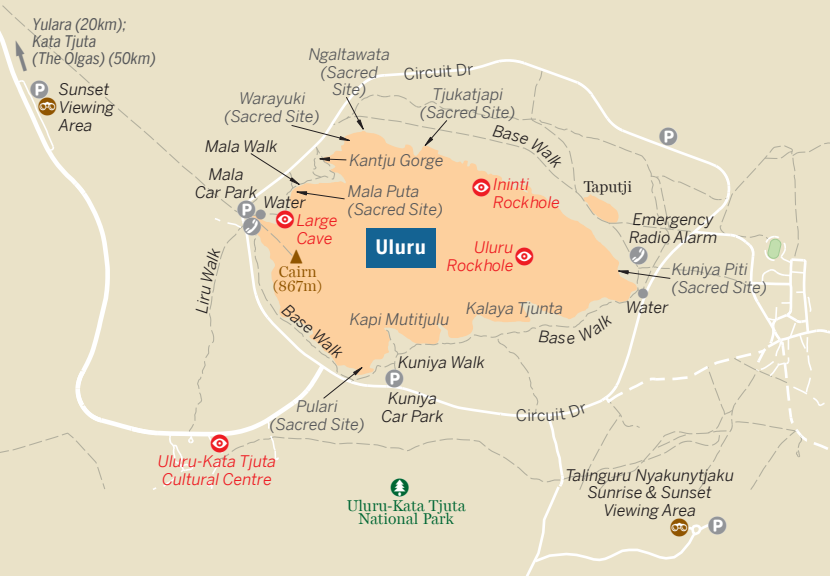 Yulara (20km);
Kata Tjuta
(The Olgas) (50km)
P
Sunset
Viewing
Area
Ngaltawata
(Sacred
Site)
Circuit Dr
Warayuki
(Sacred Site)
Tjukatjapi
(Sacred Site)
P
Base Walk
Mala Walk
Kantju Gorge
Mala
Car Park
P
Water
Mala Puta
(Sacred Site)
Ininti
Rockhole
Taputji
Large
Cave
Uluru
Uluru
Rockhole
Emergency
Radio Alarm
Cairn
(867m)
Kuniya Piti
(Sacred Site)
Liru Walk
Water
Base Walk
Kapi Mutitjulu
Kalaya Tjunta
Base Walk
Kuniya Walk
P
Kuniya
Car Park
Pulari
(Sacred Site)
Circuit Dr
Uluru-Kata Tjuta
Cultural Centre
Uluru-Kata Tjuta
National Park
Talinguru Nyakunytjaku
Sunrise & Sunset
Viewing Area
P